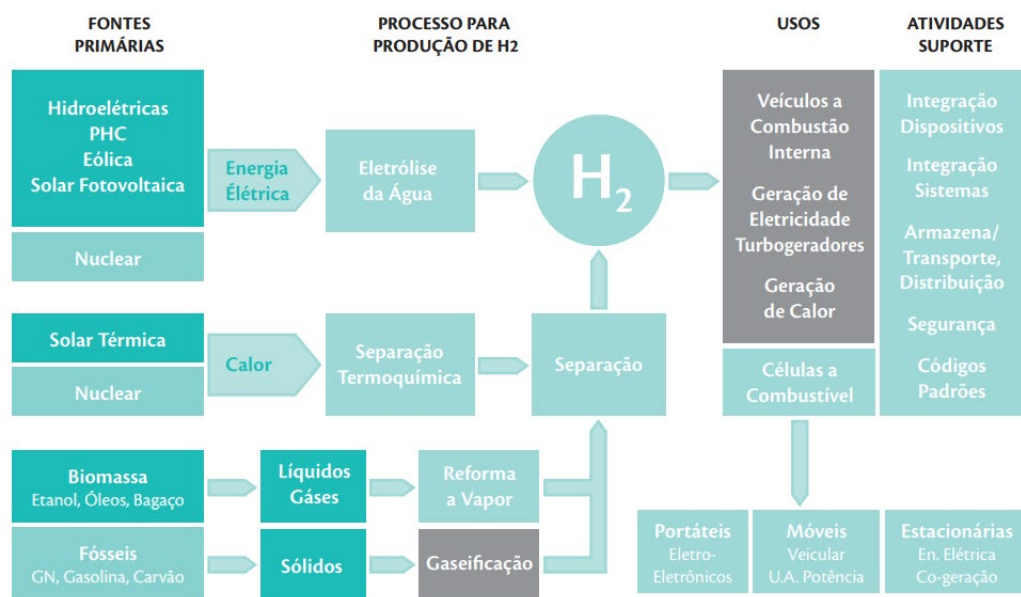 FONTES
PRIMÁRIAS
PROCESSO PARA
PRODUÇÃO DE H2
USOS
ATIVIDADES
SUPORTE
Hidroelétricas
PHC
Eólica
Solar Fotovoltaica
Nuclear
Energia
Élétrica
Eletrólise
da Água
H2
Veículos a
Combustão
Interna
Geração de
Eletricidade
Turbogeradores
Geração
de Calor
Células a
Combustível
Integração
Dispositivos
Integração
Sistemas
Armazena/
Transporte,
Distribuição
Segurança
Códigos
Padrões
Solar Térmica
Nuclear
Calor
Separação
Termoquímica
Separação
Biomassa
Etanol, Óleos, Bagaço
Líquidos
Gáses
Reforma
a Vapor
Fósseis
GN, Gasolina, Carvão
Sólidos
Gaseificação
Portáteis
Eletro-
Eletrônicos
Móveis
Veicular
U.A. Potência
Estacionárias
En. Elétrica
Co-geração